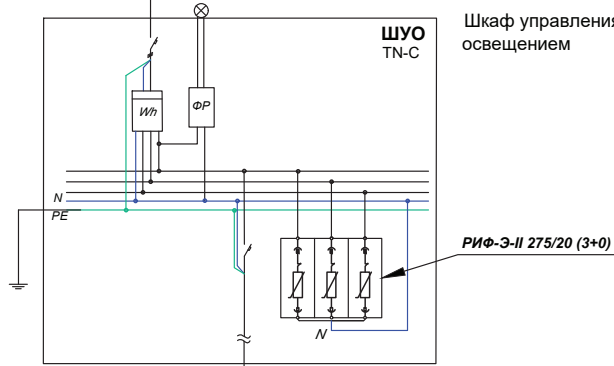 ШУО
TN-C
Шкаф управления
освещением
Wh
ФР
N
PE
РИФ-Э-II 275/20 (3+0)
N